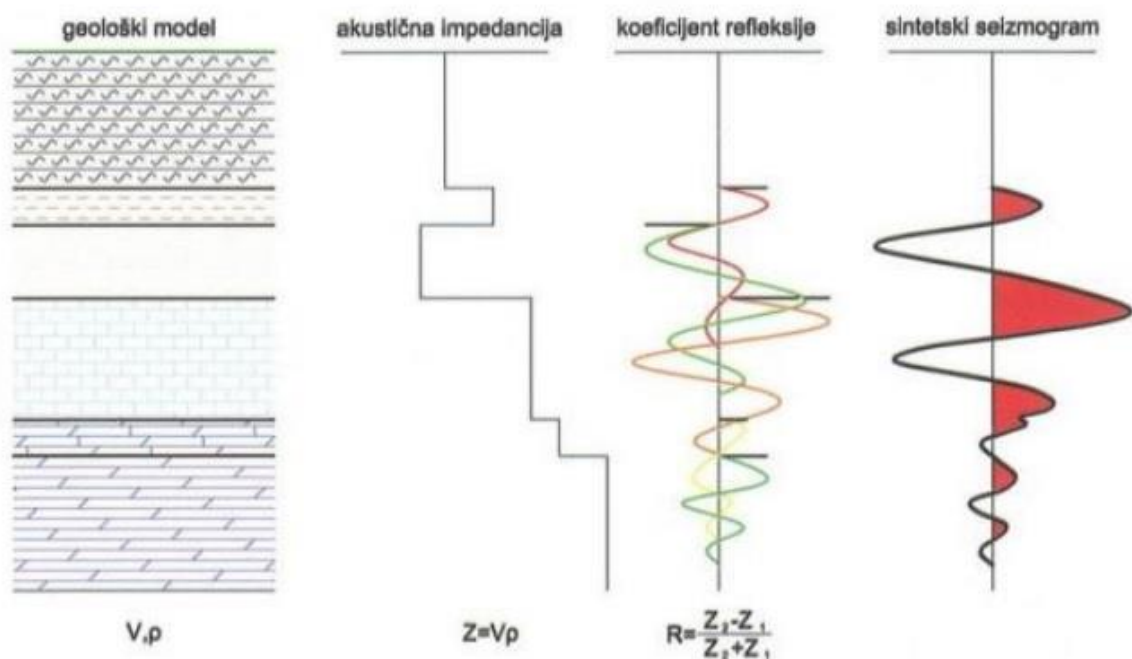 geološki model
akustična impedancija
koeficijent refleksije
sintetski seizmogram
V,ρ
Z=Vρ
R=Z₂-Z₁/Z₂+Z₁